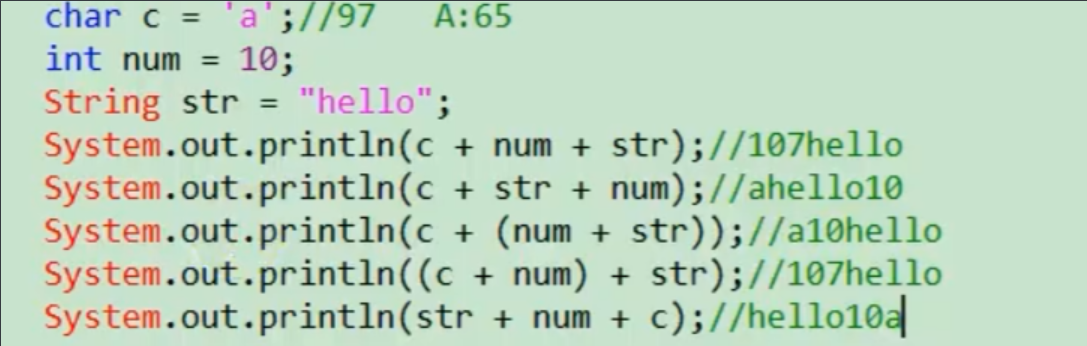 char c = 'a';//97   A:65
int num = 10;
String str = "hello";
System.out.println(c + num + str);//107hello
System.out.println(c + str + num);//ahello10
System.out.println(c + (num + str));//a10hello
System.out.println((c + num) + str);//107hello
System.out.println(str + num + c);//hello10a